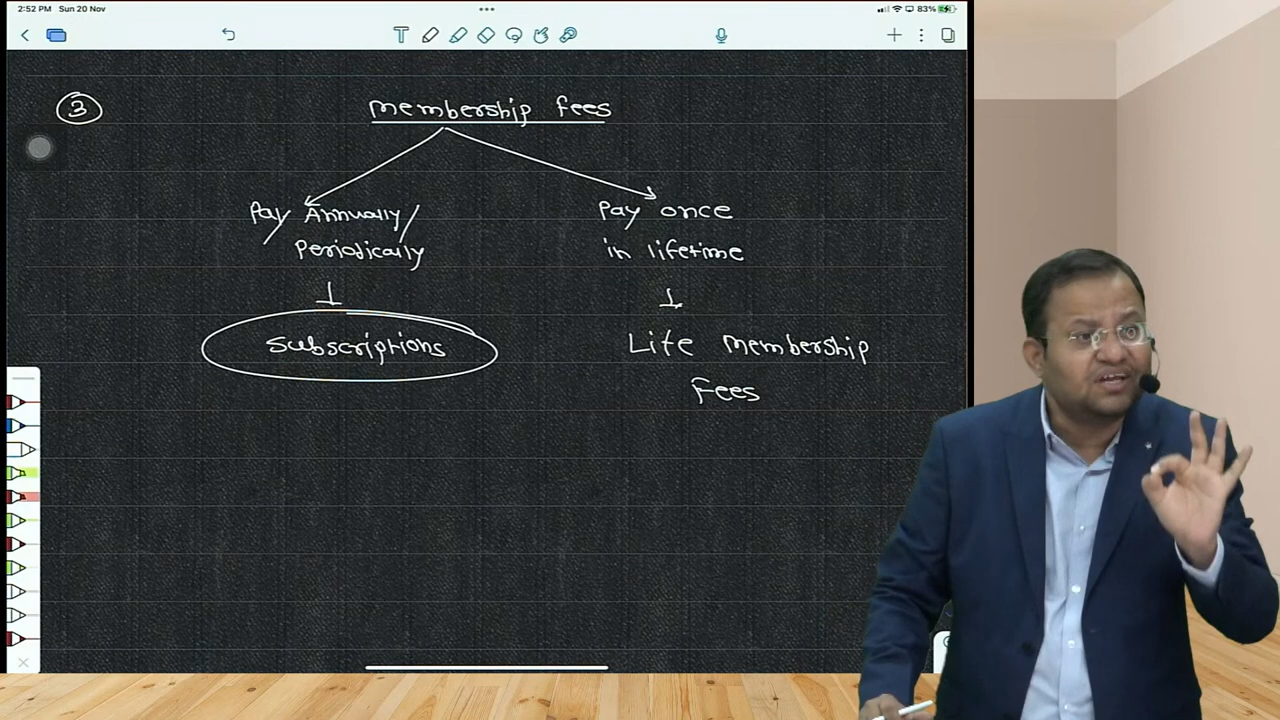 2:52 PM Sun 20 Nov
83%
3
Membership fees
Pay Annually/
Periodically
Pay once
in lifetime
Subscriptions
Life membership
Fees